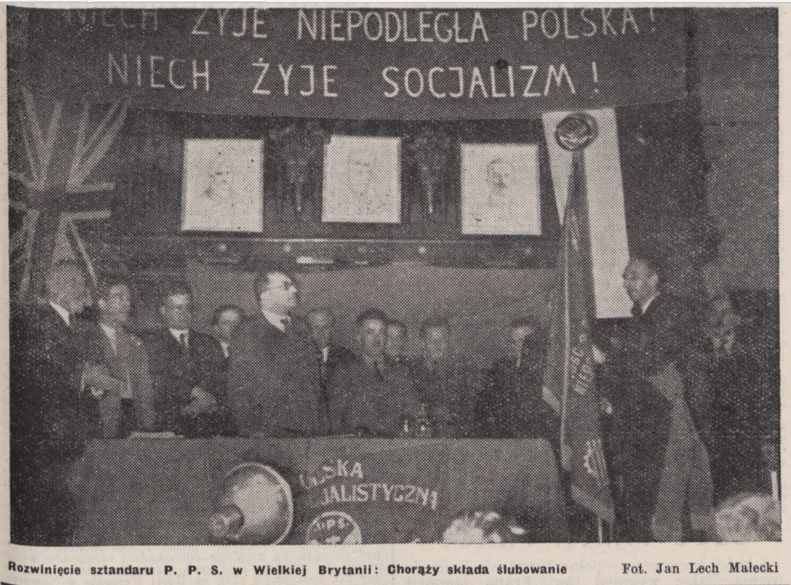 NIECH ŻYJE NIEPODLEGŁA POLSKA!
NIECH ŻYJE SOCJALIZM!
P.P.S.
Rozwinięcie sztandaru P. P. S. w Wielkiej Brytanii: Chorąży składa ślubowanie
Fot. Jan Lech Małecki